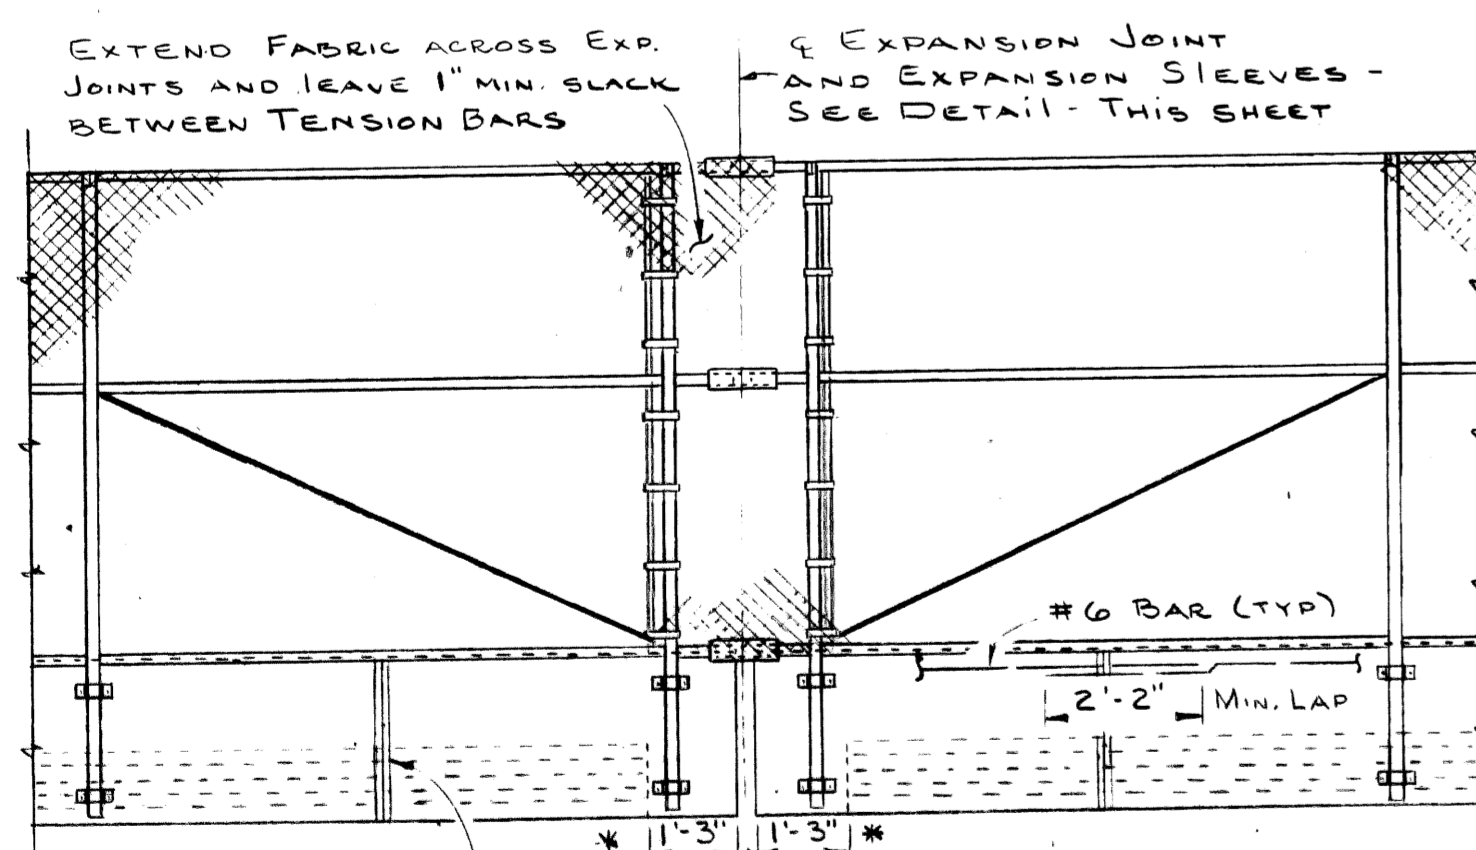 EXTEND FABRIC ACROSS EXP.
JOINTS AND LEAVE 1" MIN. SLACK
BETWEEN TENSION BARS
℄ EXPANSION JOINT
AND EXPANSION SLEEVES -
SEE DETAIL - THIS SHEET
#6 BAR (TYP)
2'-2" MIN. LAP
* 1'-3" 1'-3" *